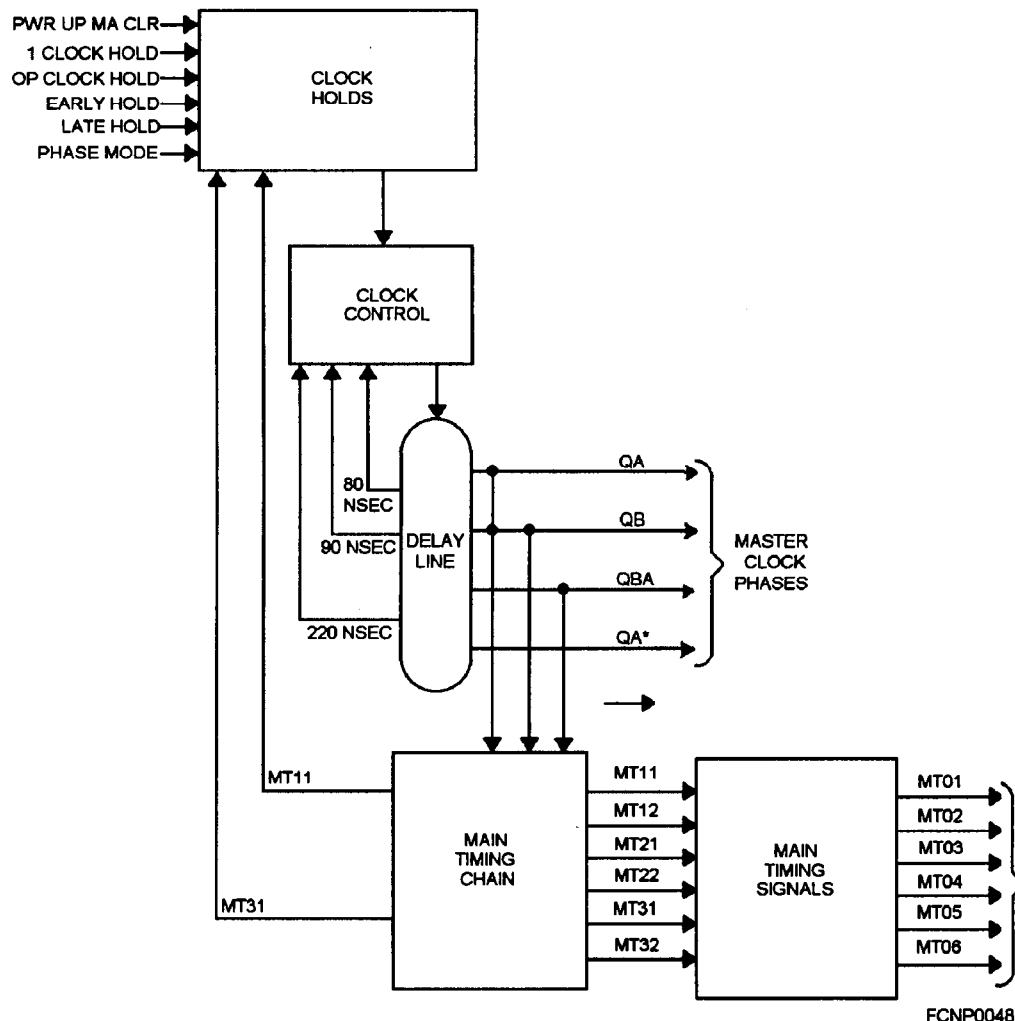 PWR UP MA CLR
1 CLOCK HOLD
OP CLOCK HOLD
EARLY HOLD
LATE HOLD
PHASE MODE
CLOCK
HOLDS
CLOCK
CONTROL
80
NSEC
90 NSEC
220 NSEC
DELAY
LINE
QA
QB
QBA
QA*
MASTER
CLOCK
PHASES
MT11
MT31
MAIN
TIMING
CHAIN
MT11
MT12
MT21
MT22
MT31
MT32
MAIN
TIMING
SIGNALS
MT01
MT02
MT03
MT04
MT05
MT06
FCNP0048